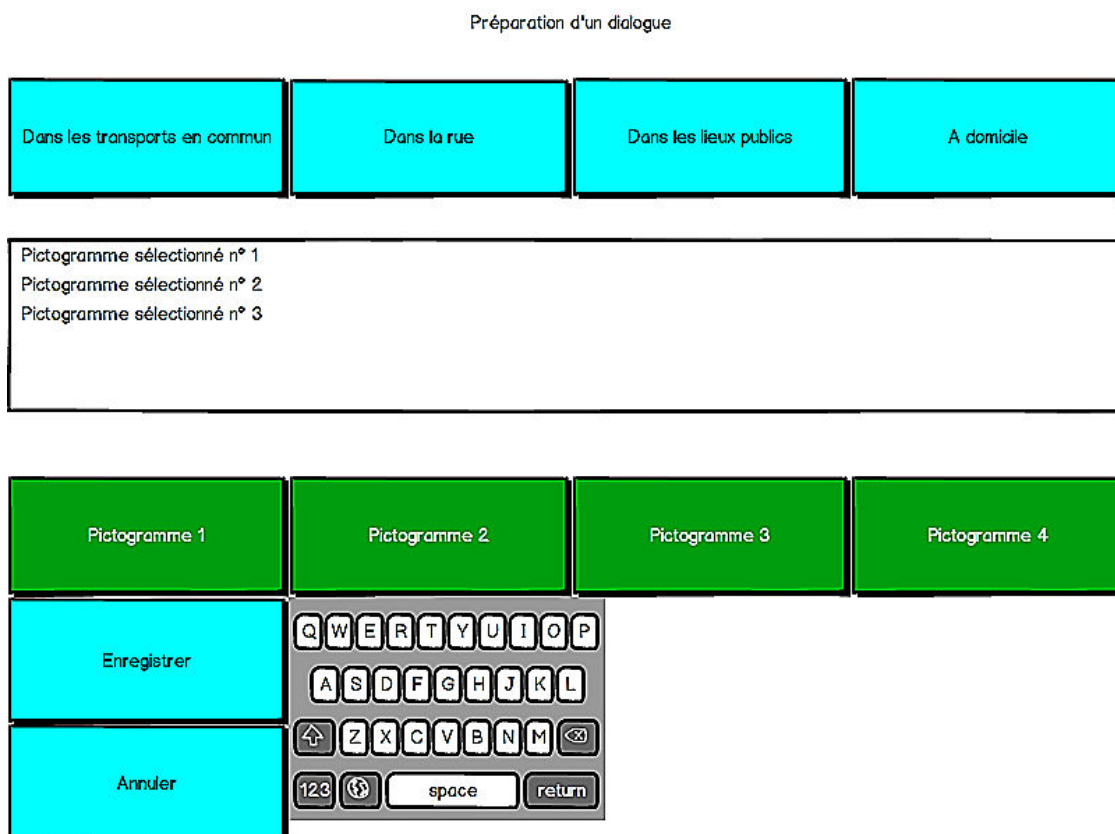 Préparation d'un dialogue
Dans les transports en commun
Dans la rue
Dans les lieux publics
A domicile
Pictogramme sélectionné n° 1
Pictogramme sélectionné n° 2
Pictogramme sélectionné n° 3
Pictogramme 1
Pictogramme 2
Pictogramme 3
Pictogramme 4
Enregistrer
Annuler
Q W E R T Y U I O P
A S D F G H J K L
Z X C V B N M
123 space return